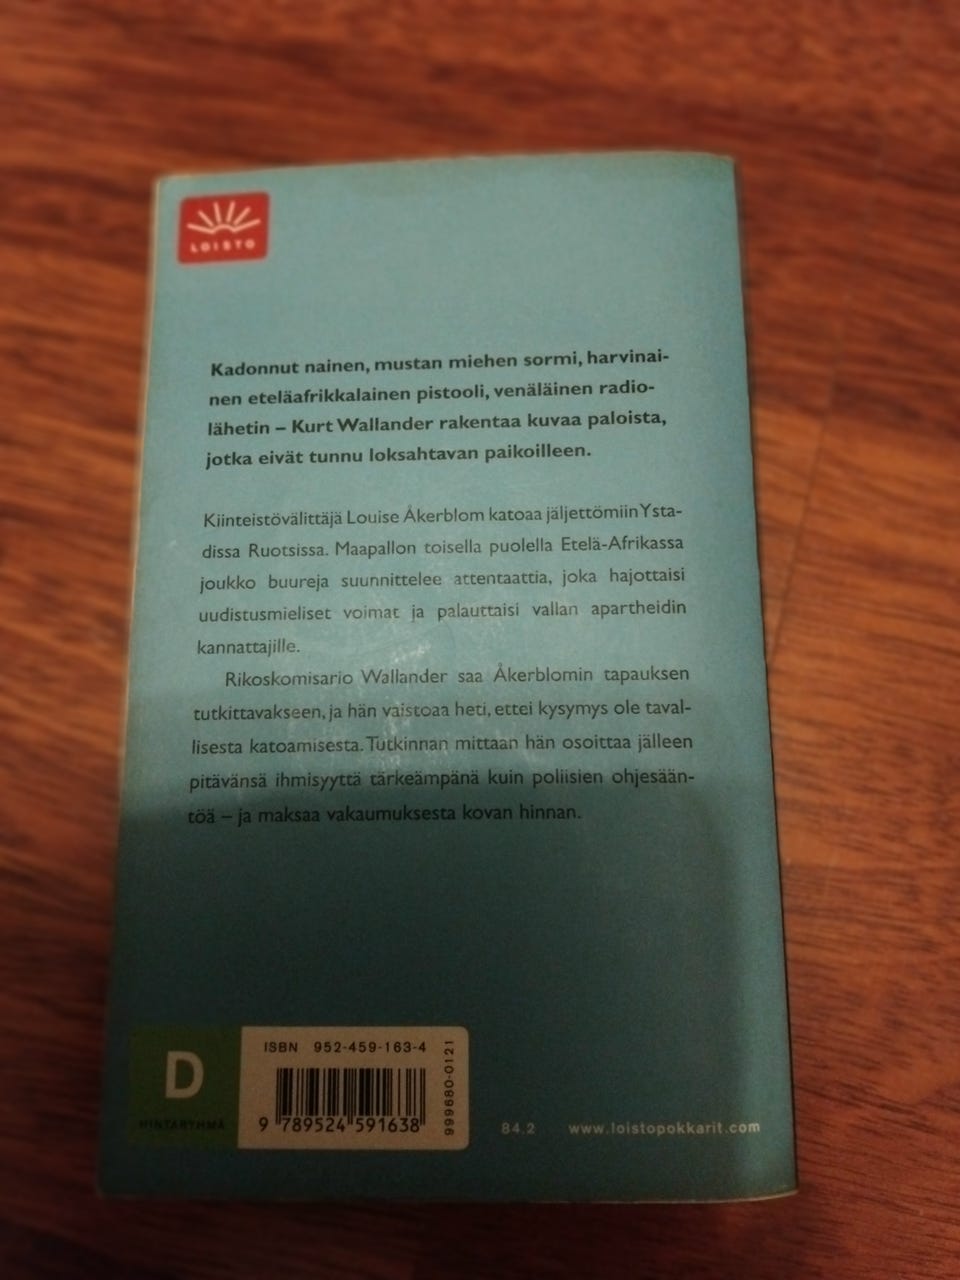 LOISTO
Kadonnut nainen, mustan miehen sormi, harvinai-
nen eteläafrikkalainen pistooli, venäläinen radio-
lähetin – Kurt Wallander rakentaa kuvaa paloista,
jotka eivät tunnu loksahtavan paikoilleen.
Kiinteistövälittäjä Louise Åkerblom katoaa jäljettömiin Ysta-
dissa Ruotsissa. Maapallon toisella puolella Etelä-Afrikassa
joukko buureja suunnittelee attentaattia, joka hajottaisi
uudistusmieliset voimat ja palauttaisi vallan apartheidin
kannattajille.
Rikoskomisario Wallander saa Åkerblomin tapauksen
tutkittavakseen, ja hän vaistoaa heti, ettei kysymys ole taval-
lisesta katoamisesta. Tutkinnan mittaan hän osoittaa jälleen
pitävänsä ihmisyyttä tärkeämpänä kuin poliisien ohjesään-
töä – ja maksaa vakaumuksesta kovan hinnan.
D
HINTARYHMÄ
ISBN 952-459-163-4
9 789524 591638
999680-0121
84.2 www.loistopokkarit.com